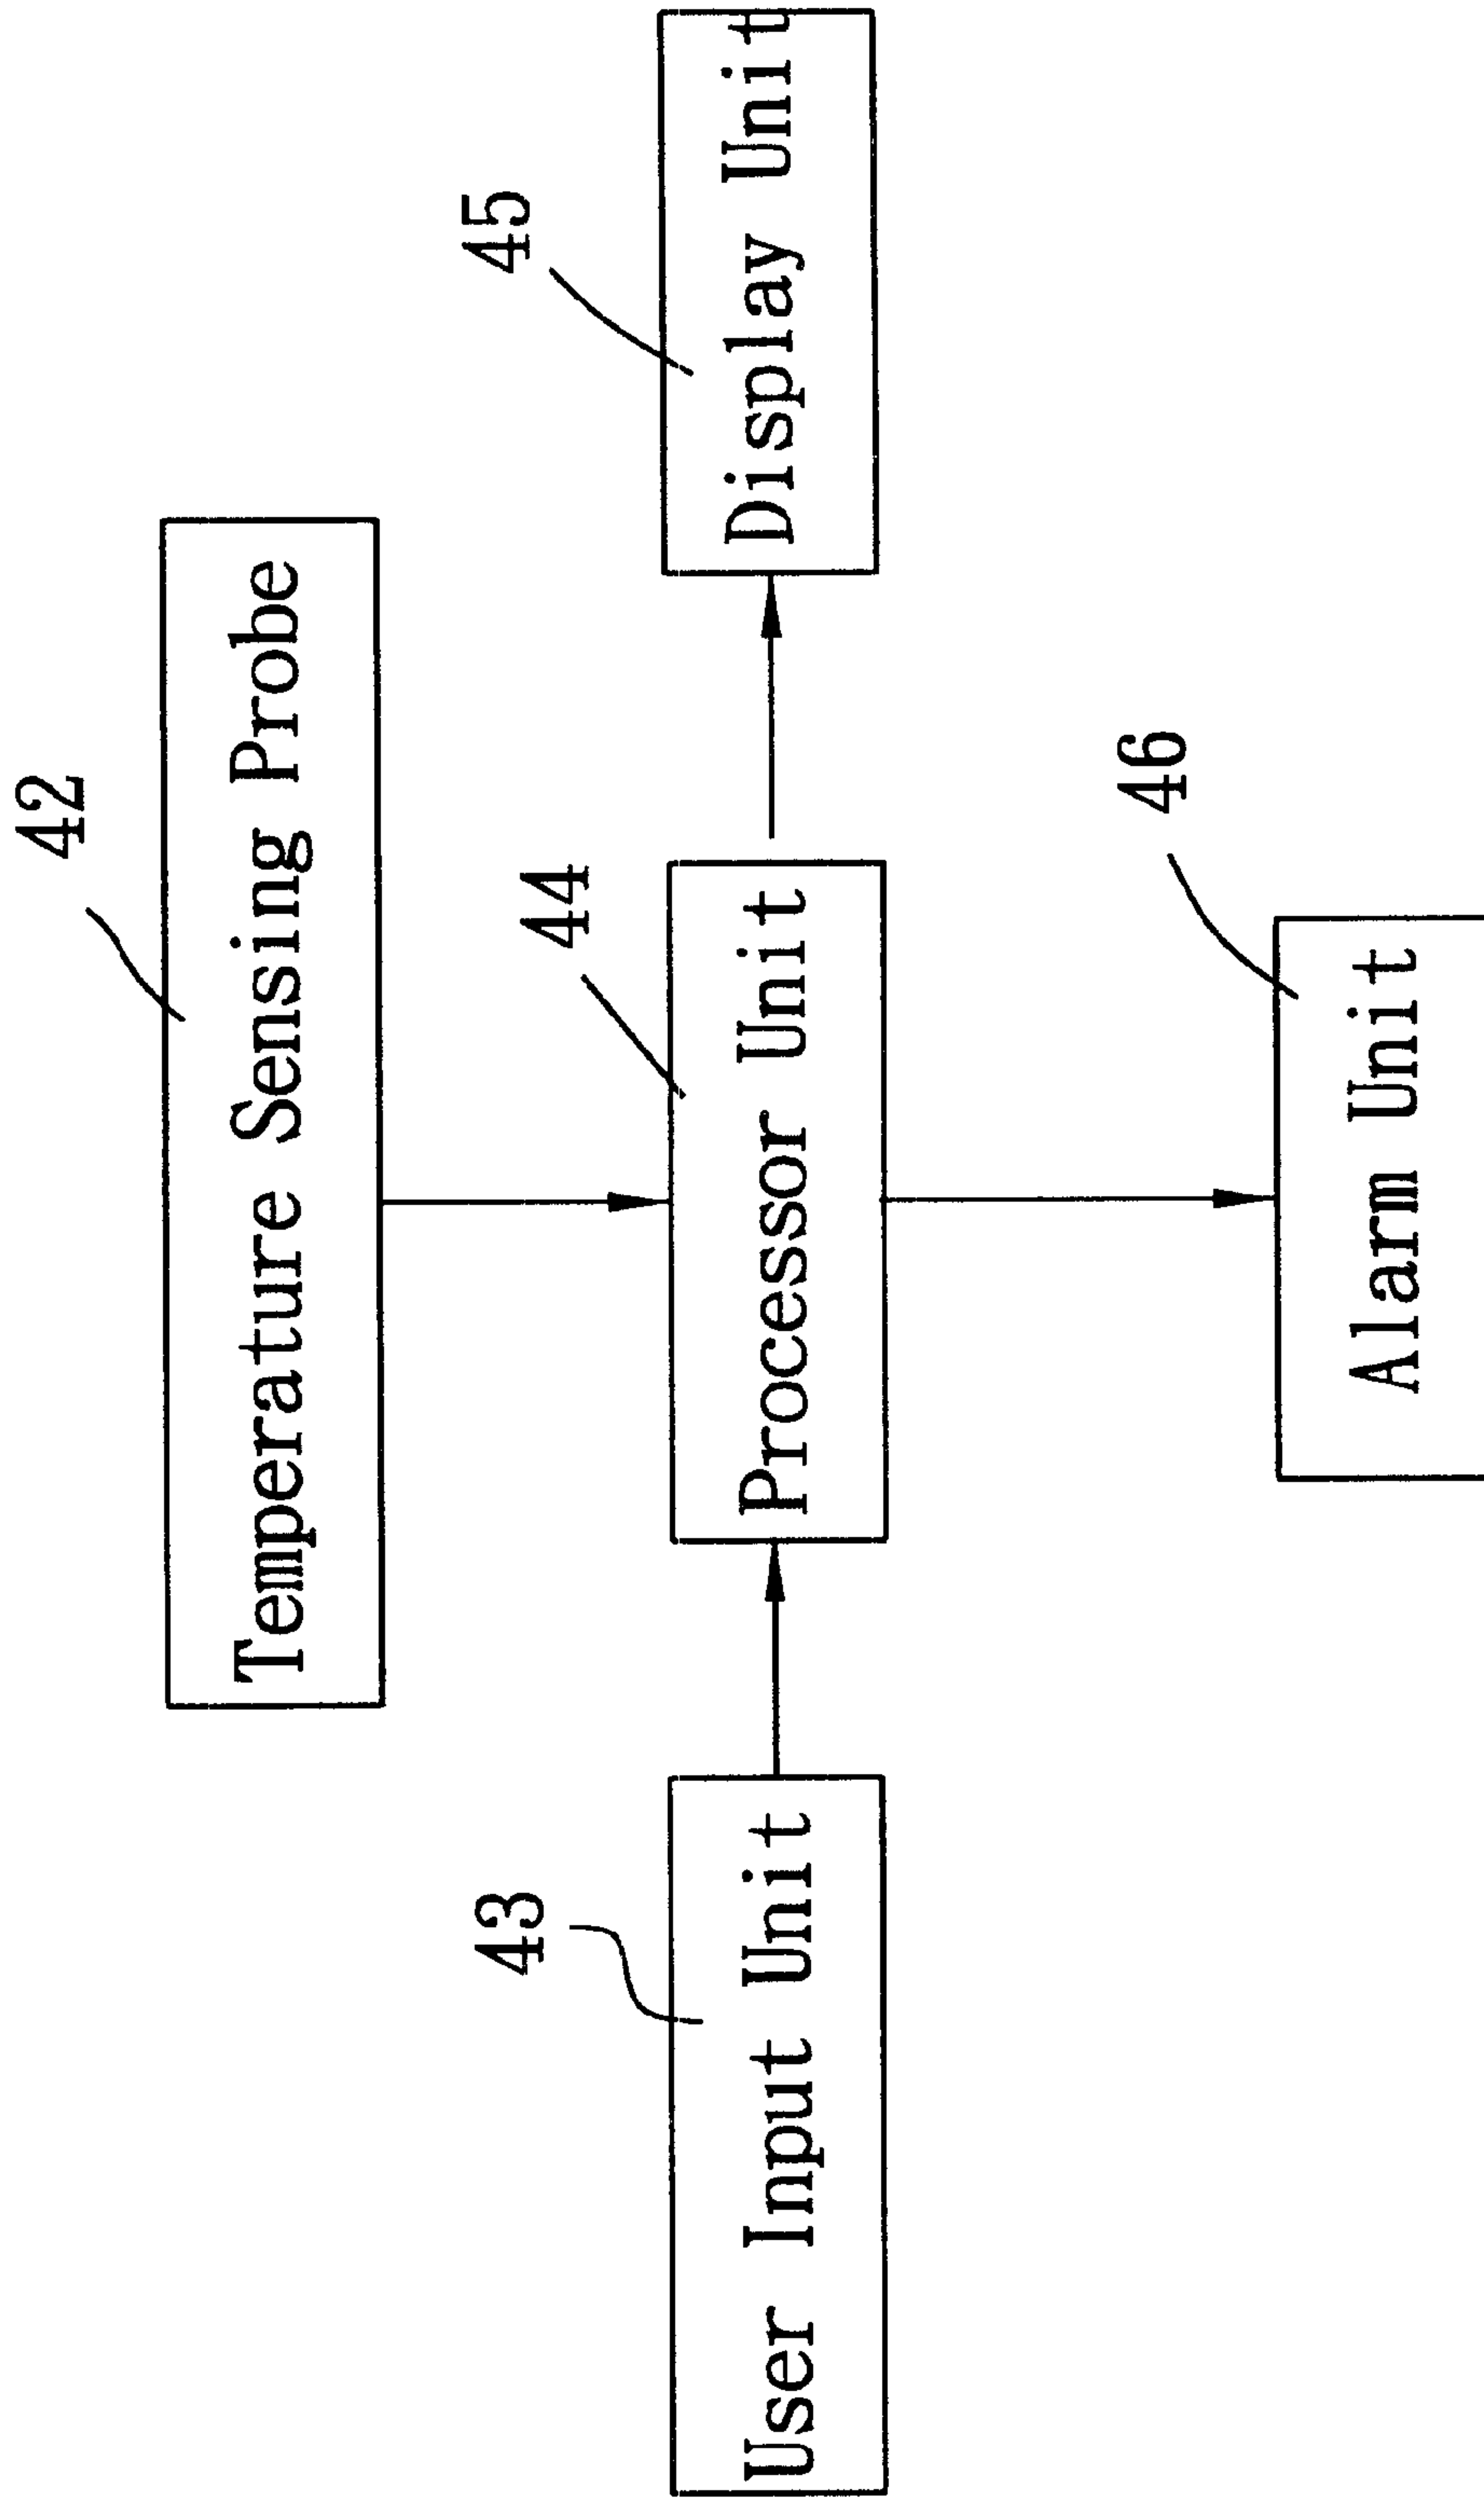 42
Temperature Sensing Probe
43
User Input Unit
44
Processor Unit
45
Display Unit
46
Alarm Unit